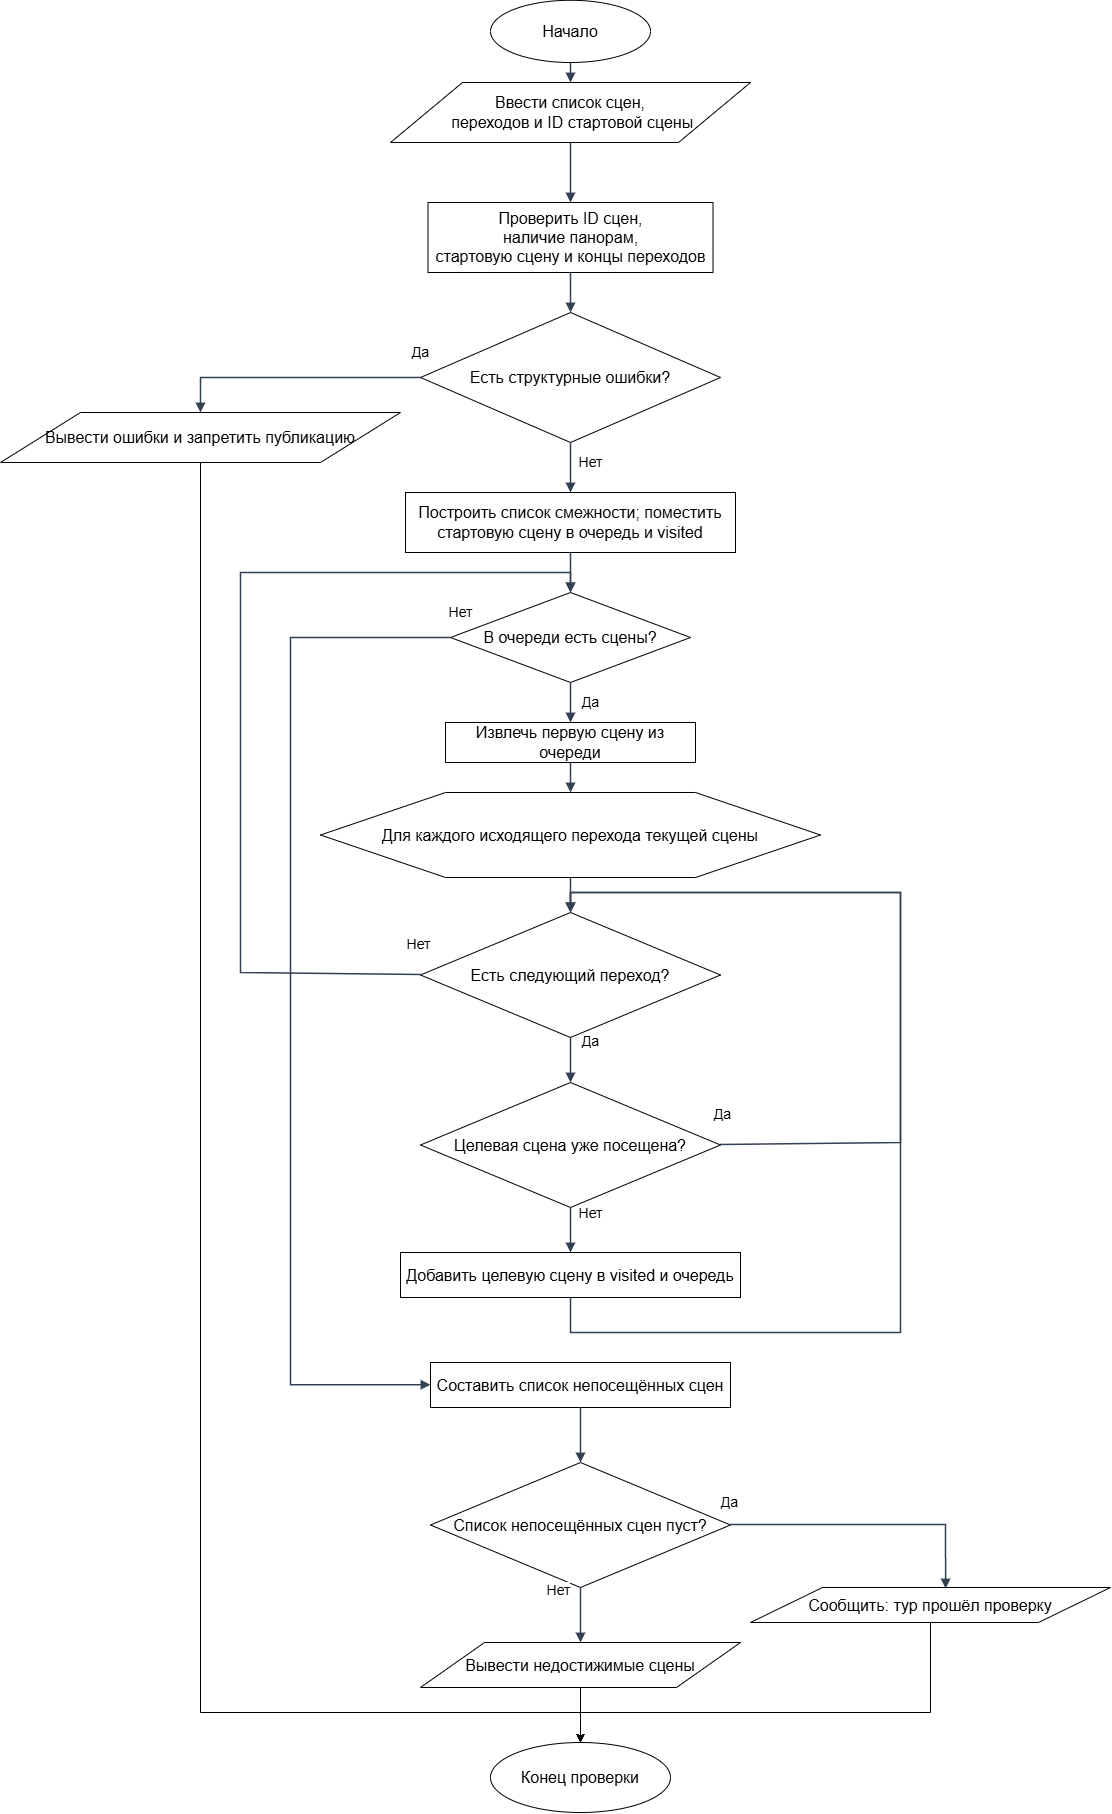 Начало
Ввести список сцен,
переходов и ID стартовой сцены
Проверить ID сцен,
наличие панорам,
стартовую сцену и концы переходов
Да
Есть структурные ошибки?
Вывести ошибки и запретить публикацию
Нет
Построить список смежности; поместить
стартовую сцену в очередь и visited
Нет
В очереди есть сцены?
Да
Извлечь первую сцену из
очереди
Для каждого исходящего перехода текущей сцены
Нет
Есть следующий переход?
Да
Да
Целевая сцена уже посещена?
Нет
Добавить целевую сцену в visited и очередь
Составить список непосещённых сцен
Да
Список непосещённых сцен пуст?
Нет
Сообщить: тур прошёл проверку
Вывести недостижимые сцены
Конец проверки